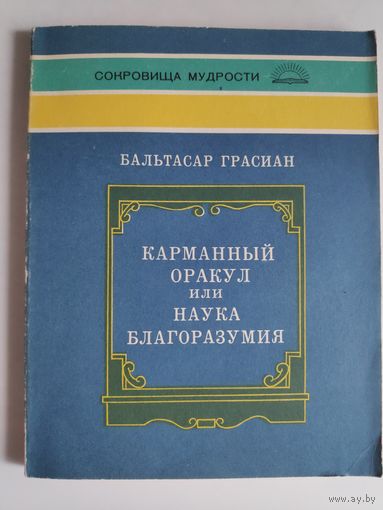 СОКРОВИЩА МУДРОСТИ
БАЛЬТАСАР ГРАСИАН
КАРМАННЫЙ
ОРАКУЛ
ИЛИ
НАУКА
БЛАГОРАЗУМИЯ
www.ay.by